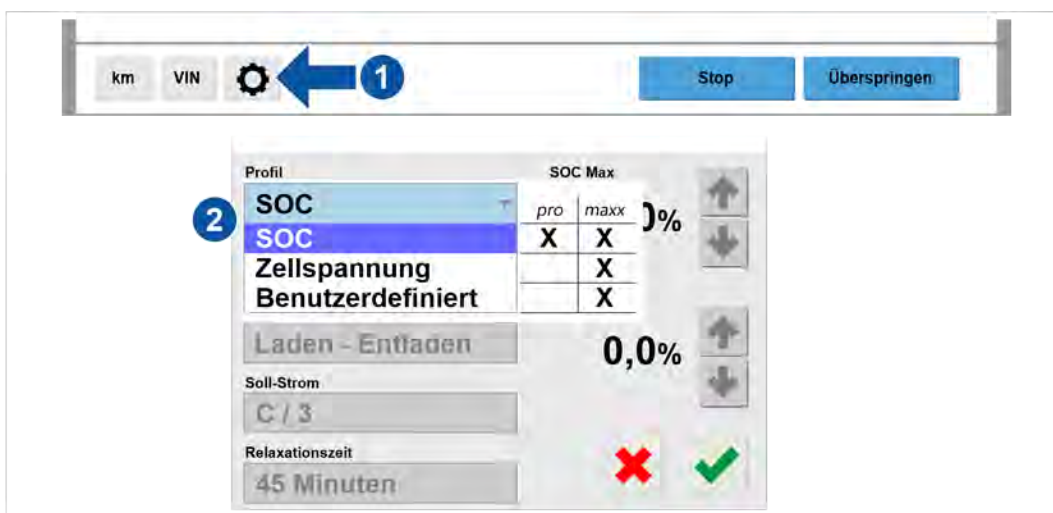 km VIN 1 Stop Überspringen
Profil SOC Max
2 SOC pro maxx 0%
SOC X X
Zellspannung X
Benutzerdefiniert X
Laden - Entladen 0,0%
Soll-Strom
C / 3
Relaxationszeit
45 Minuten